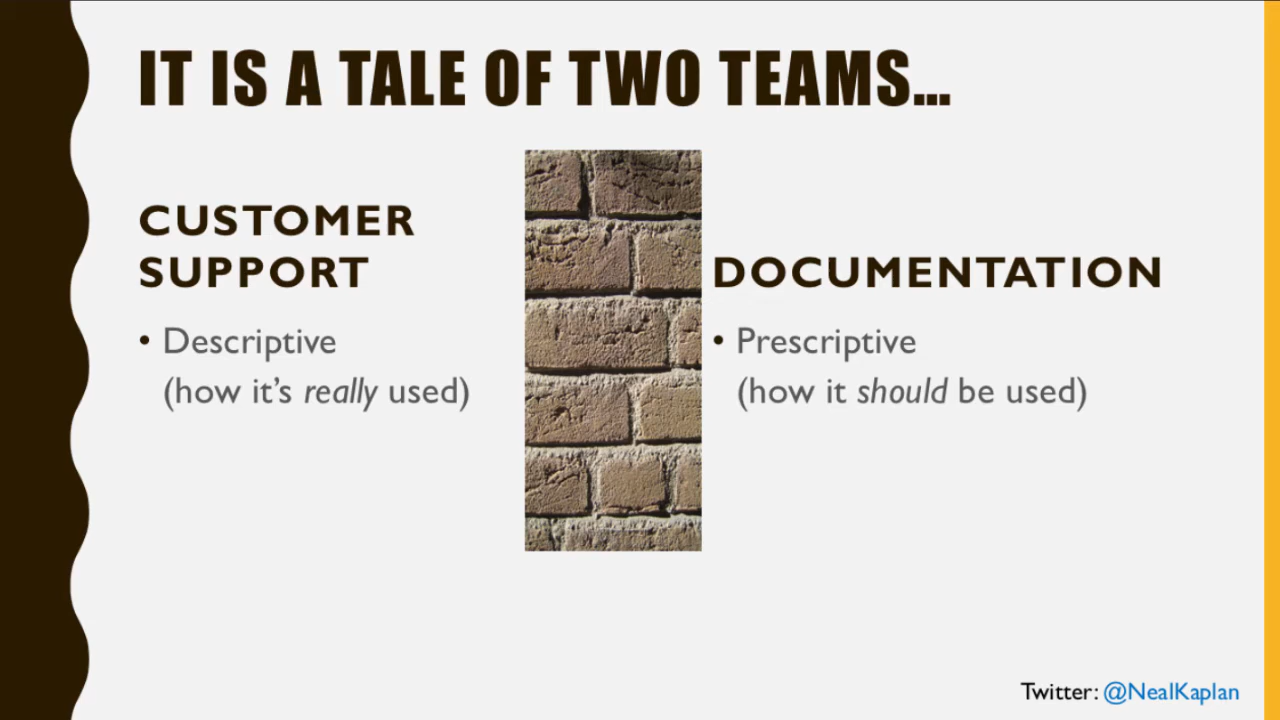 IT IS A TALE OF TWO TEAMS...
CUSTOMER
SUPPORT
• Descriptive
(how it's really used)
DOCUMENTATION
• Prescriptive
(how it should be used)
Twitter: @NealKaplan